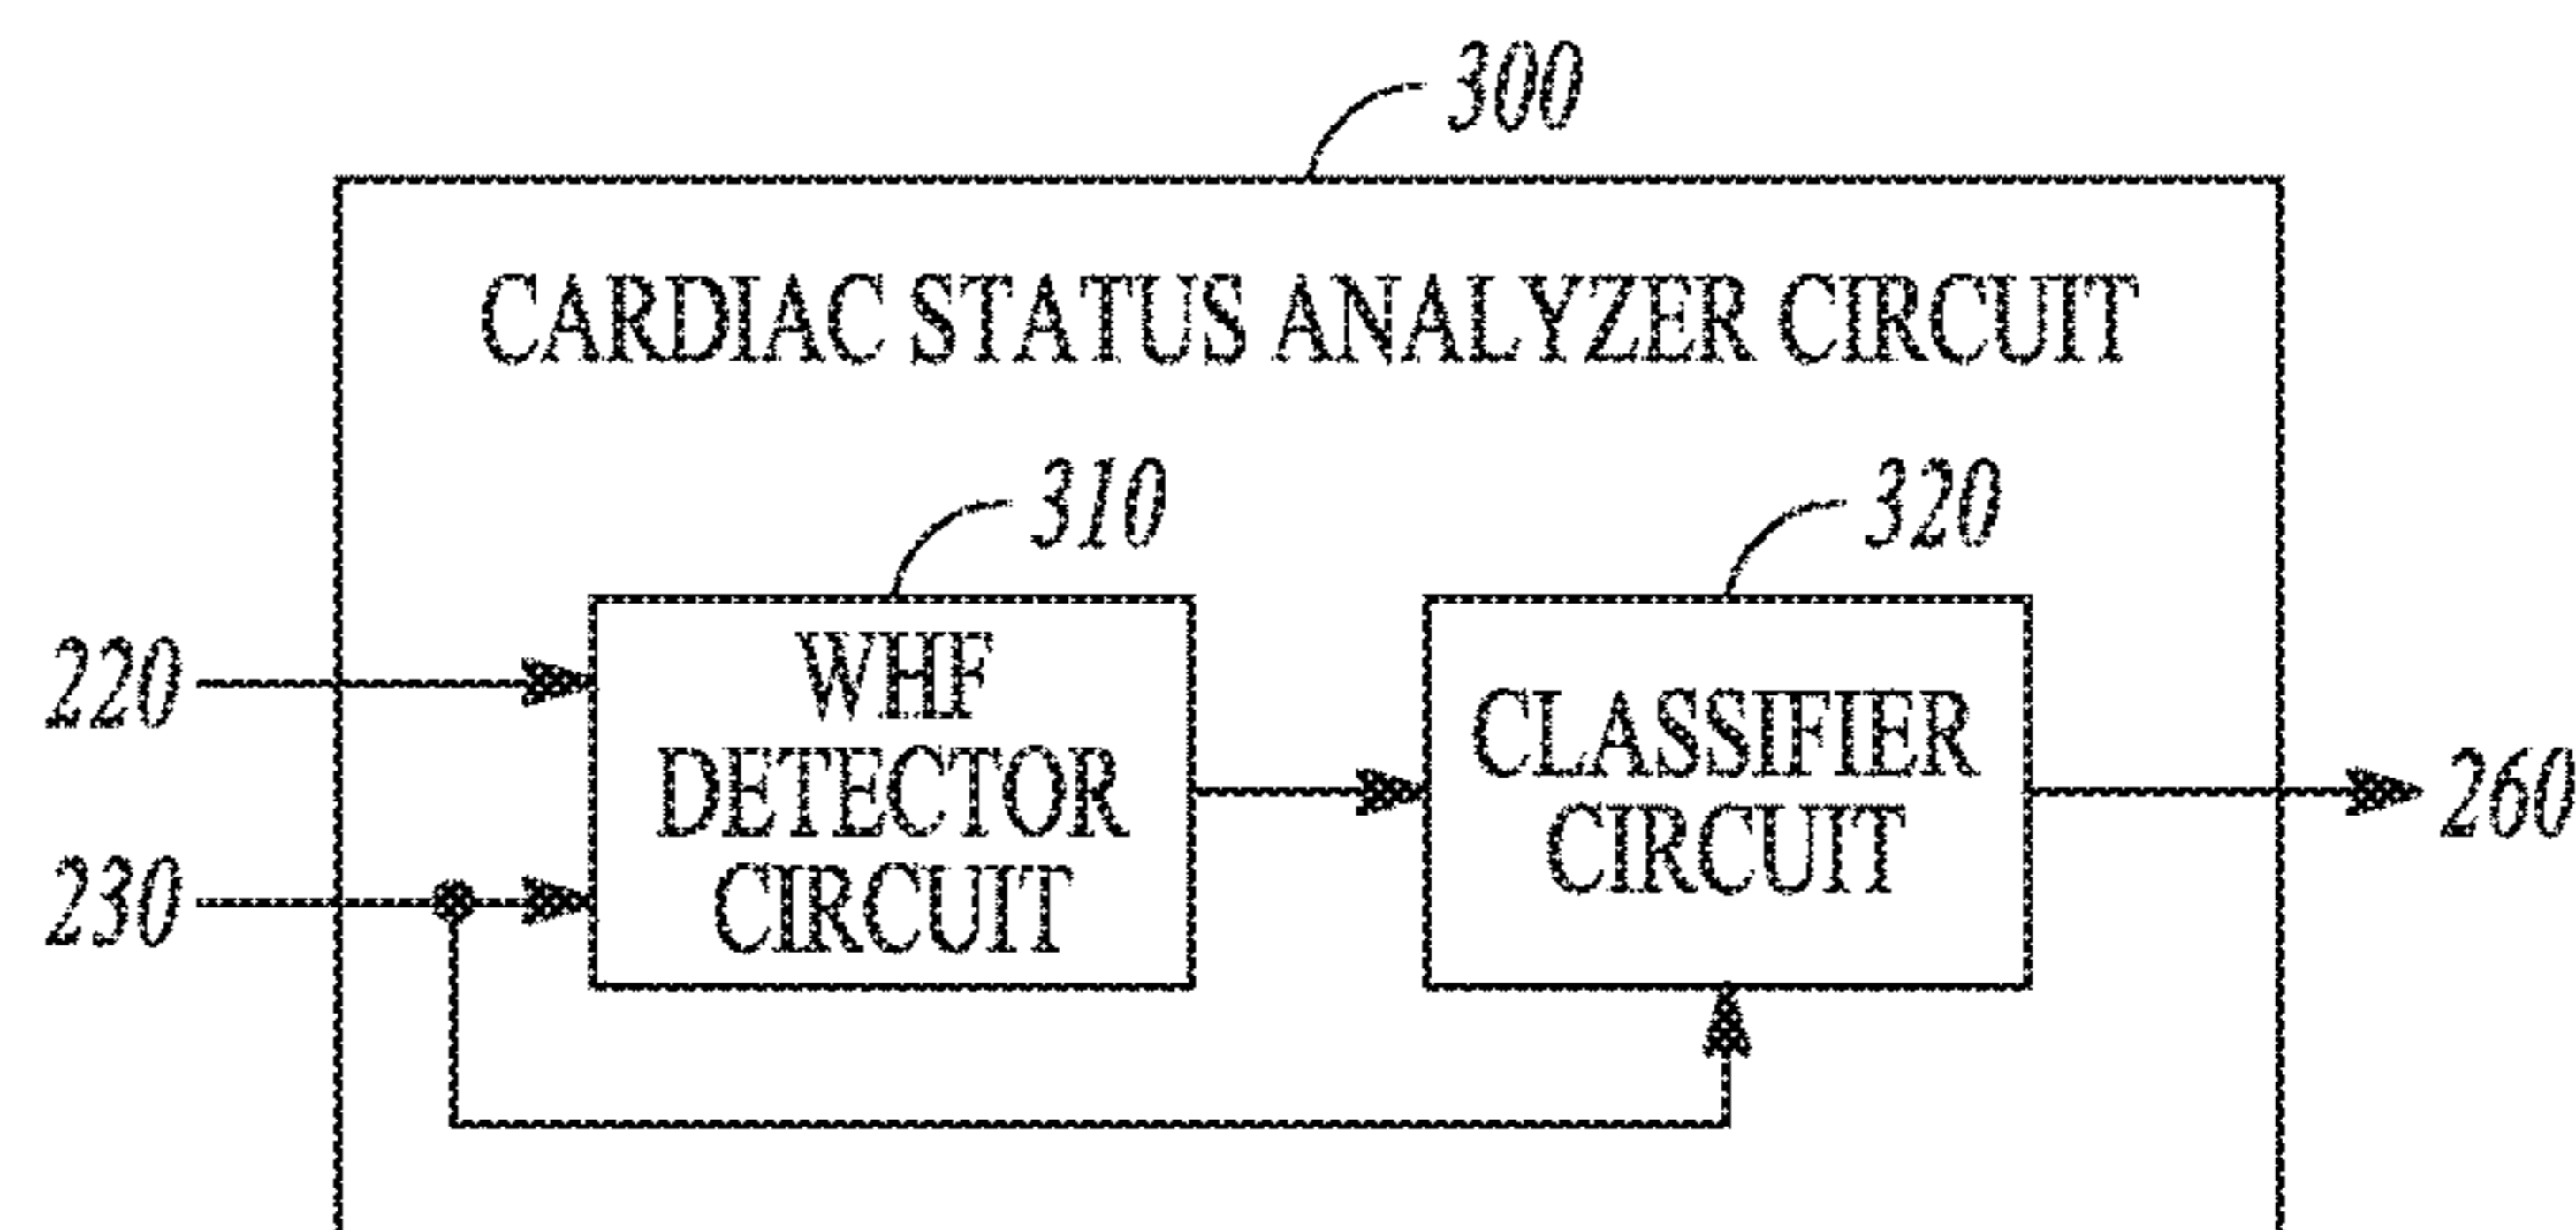 300
CARDIAC STATUS ANALYZER CIRCUIT
310
320
220
WHF
DETECTOR
CIRCUIT
CLASSIFIER
CIRCUIT
230
260